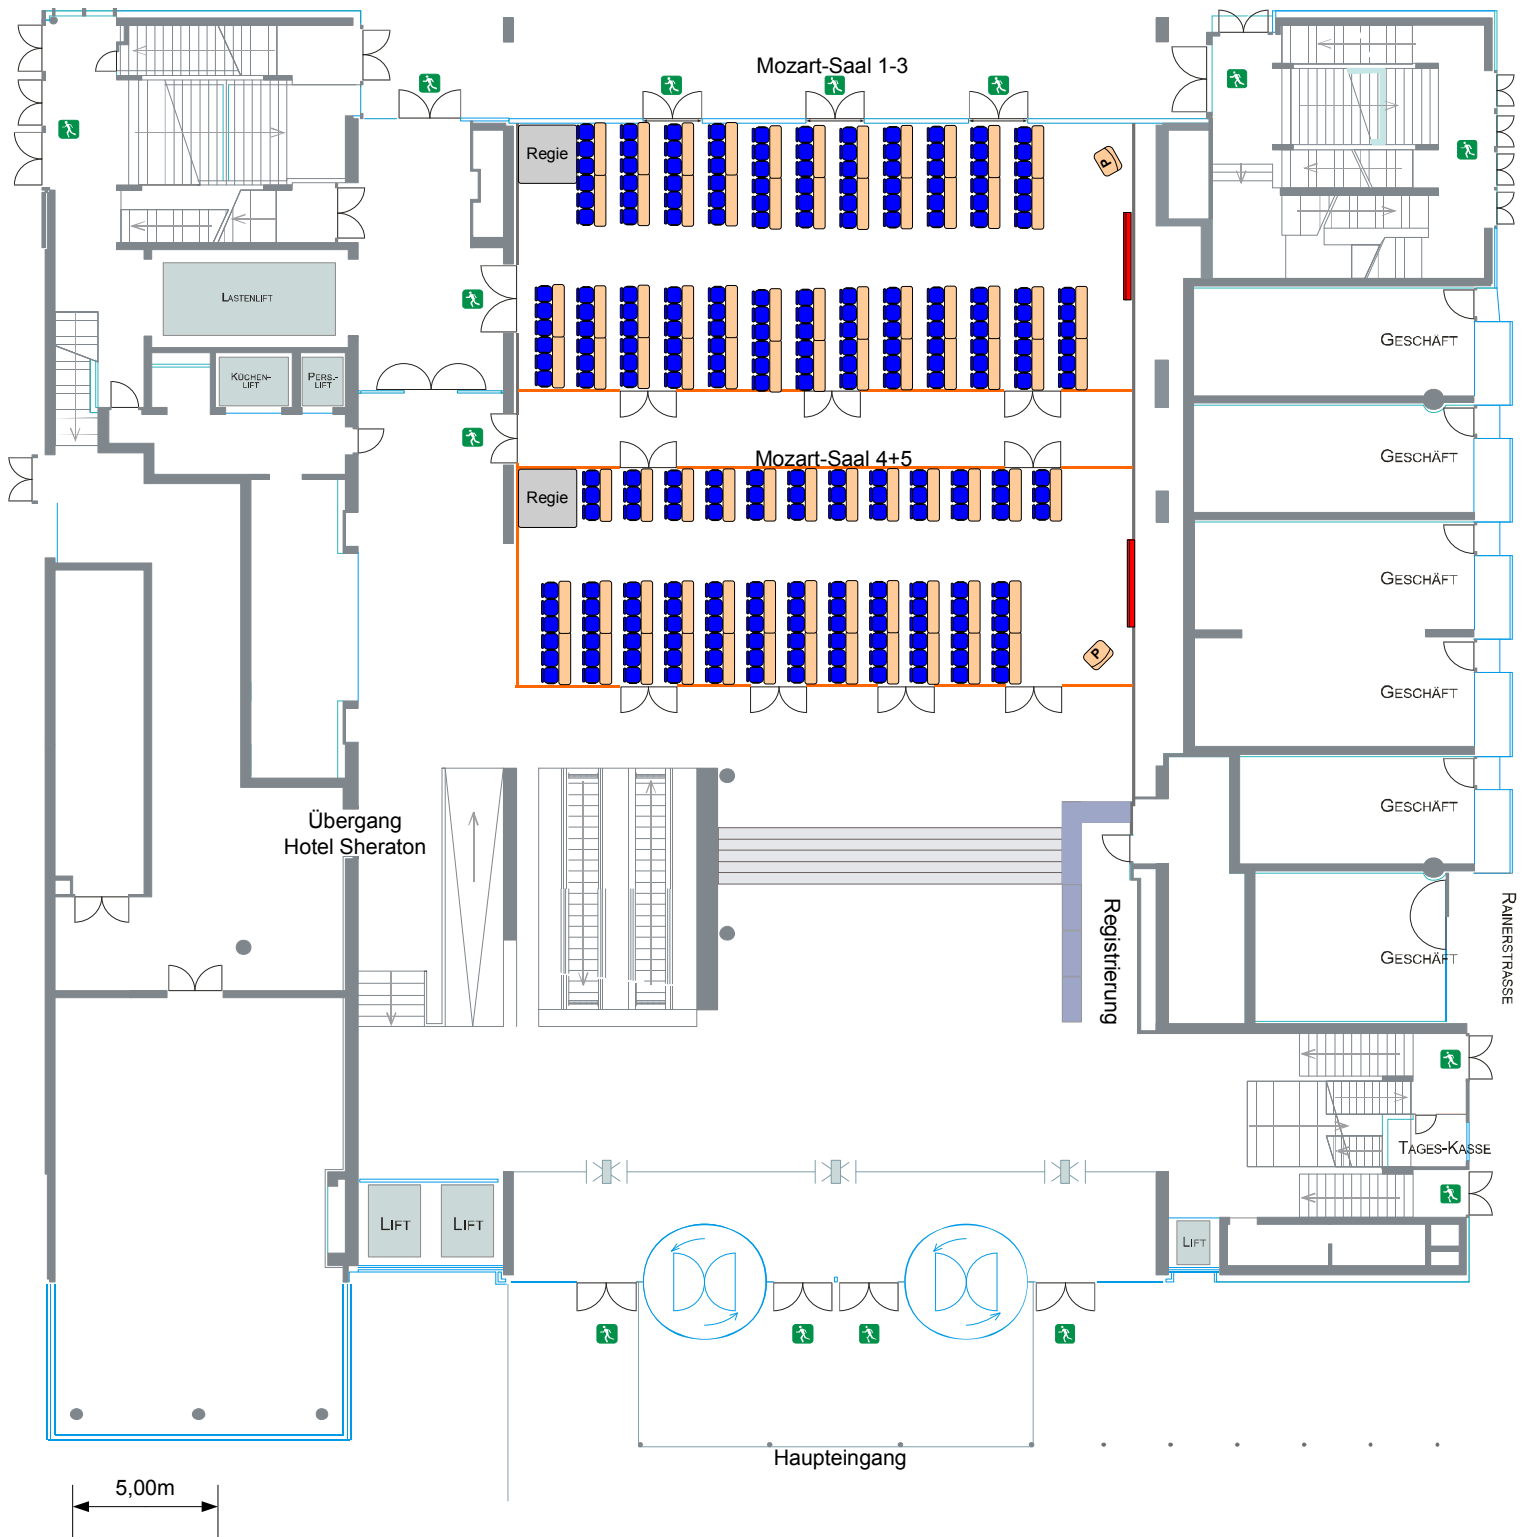 Mozart-Saal 1-3
Regie
P
LASTENLIFT
KÜCHEN-
LIFT
PERS.-
LIFT
GESCHÄFT
GESCHÄFT
Mozart-Saal 4+5
Regie
GESCHÄFT
P
GESCHÄFT
GESCHÄFT
Übergang
Hotel Sheraton
Registrierung
GESCHÄFT
RAINERSTRASSE
TAGES-KASSE
LIFT
LIFT
LIFT
Haupteingang
5,00m